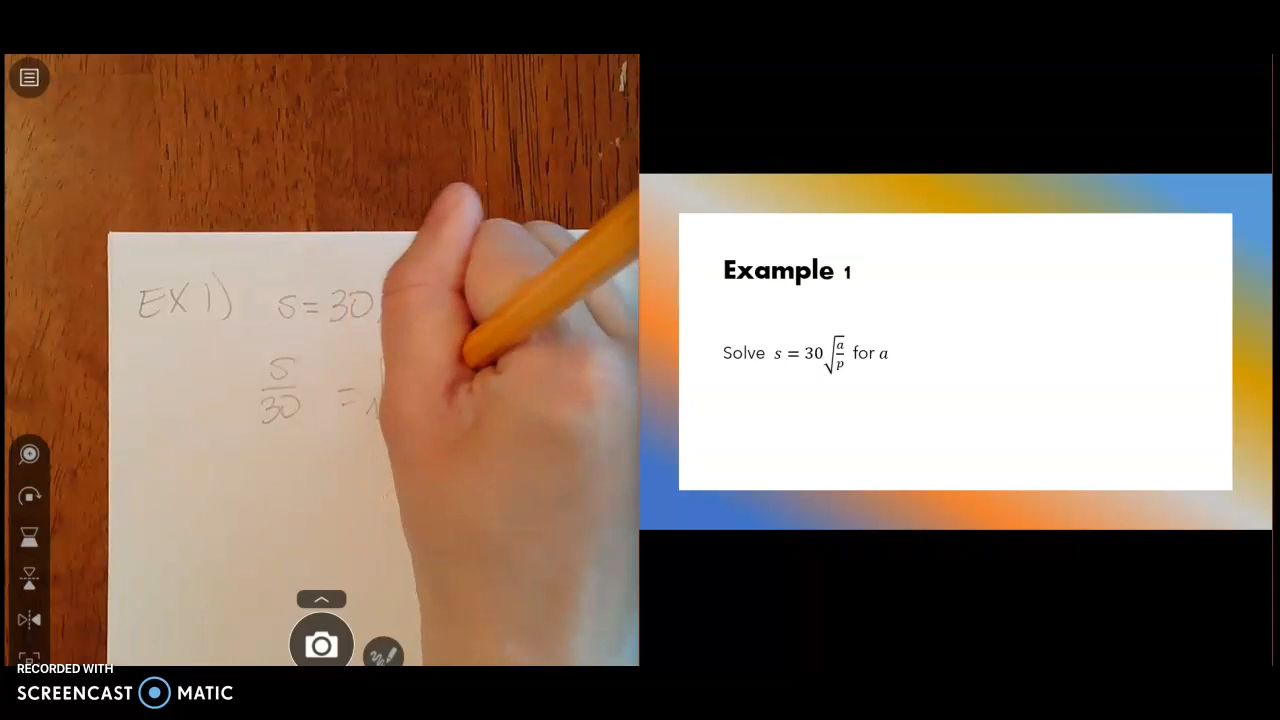 EX 1) s = 30
s/30 = √
Example 1
Solve s = 30√(a/p) for a
RECORDED WITH
SCREENCAST MATIC